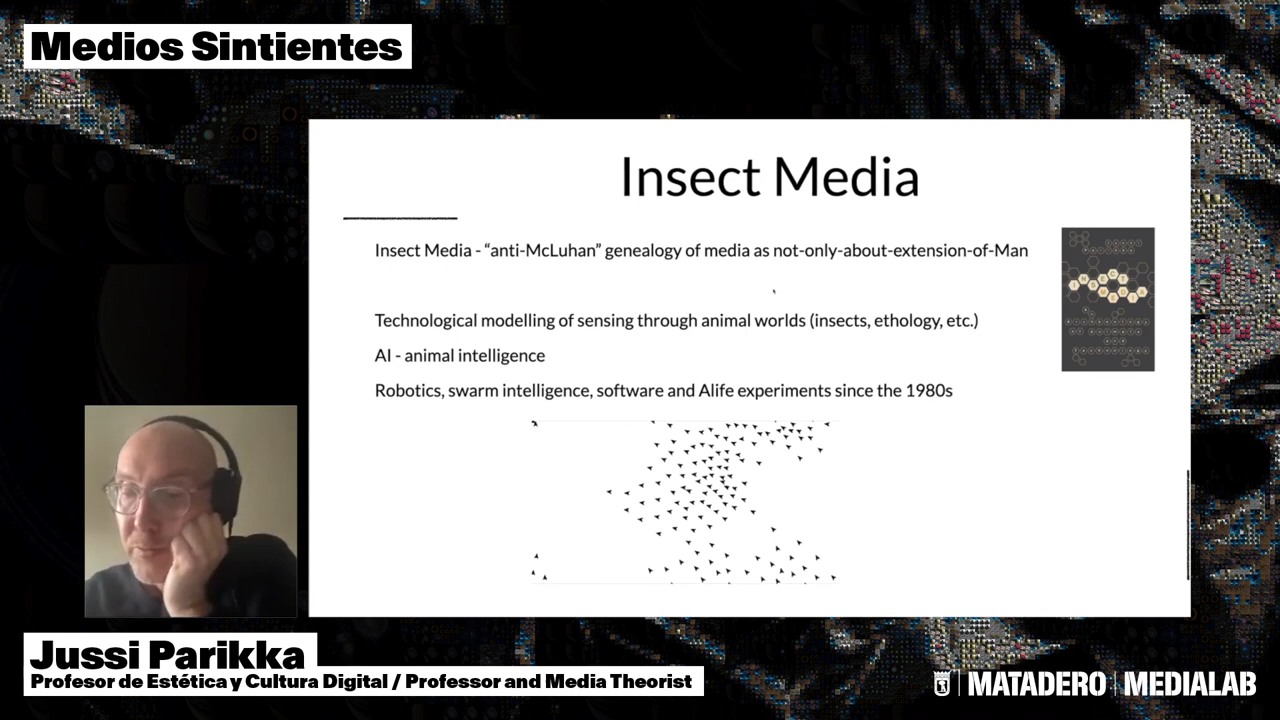 Medios Sintientes
Insect Media
Insect Media - “anti-McLuhan” genealogy of media as not-only-about-extension-of-Man
Technological modelling of sensing through animal worlds (insects, ethology, etc.)
AI - animal intelligence
Robotics, swarm intelligence, software and Alife experiments since the 1980s
INSECT
MEDIA
Jussi Parikka
Profesor de Estética y Cultura Digital / Professor and Media Theorist
MATADERO | MEDIALAB